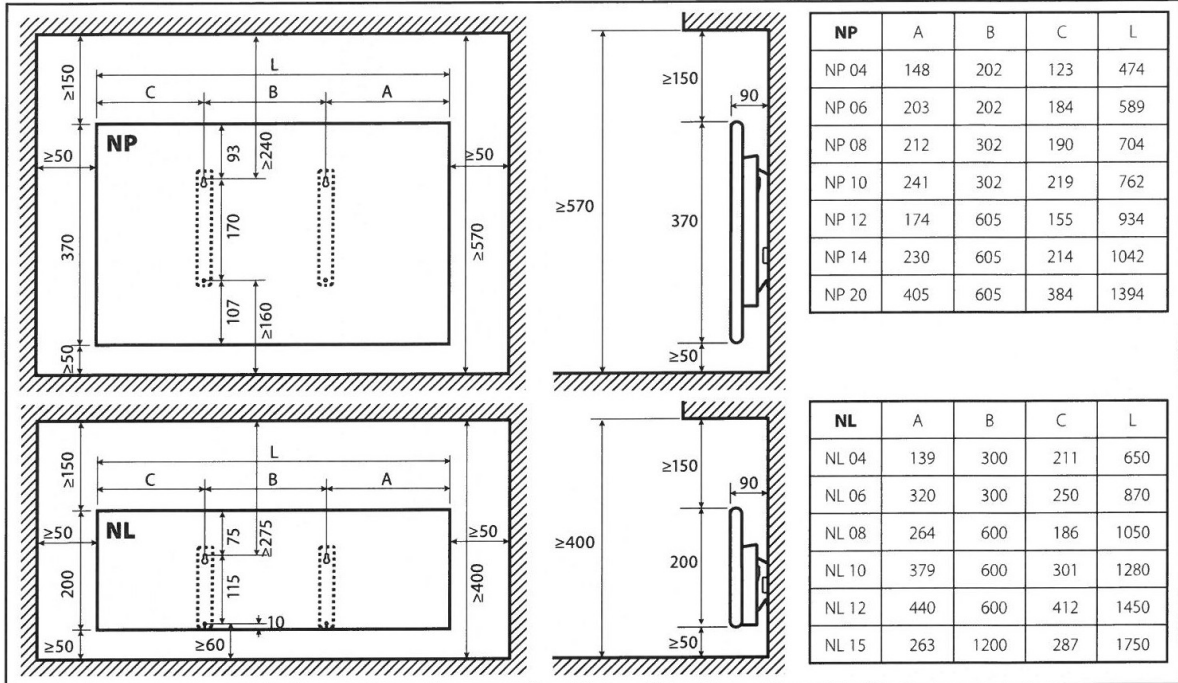 L
C B A
NP
≥150
≥50
370
≥50
93
≥240
170
107
≥160
≥50
≥570
≥570
≥150
90
370
≥50
NP A B C L
NP 04 148 202 123 474
NP 06 203 202 184 589
NP 08 212 302 190 704
NP 10 241 302 219 762
NP 12 174 605 155 934
NP 14 230 605 214 1042
NP 20 405 605 384 1394
L
C B A
NL
≥150
≥50
200
≥50
75
≥275
115
10
≥60
≥50
≥400
≥400
≥150
90
200
≥50
NL A B C L
NL 04 139 300 211 650
NL 06 320 300 250 870
NL 08 264 600 186 1050
NL 10 379 600 301 1280
NL 12 440 600 412 1450
NL 15 263 1200 287 1750